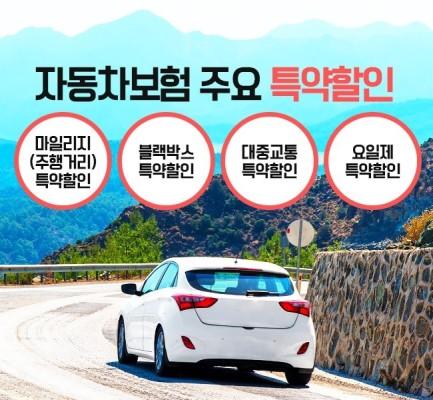 자동차보험 주요 특약할인
마일리지
(주행거리)
특약할인
블랙박스
특약할인
대중교통
특약할인
요일제
특약할인